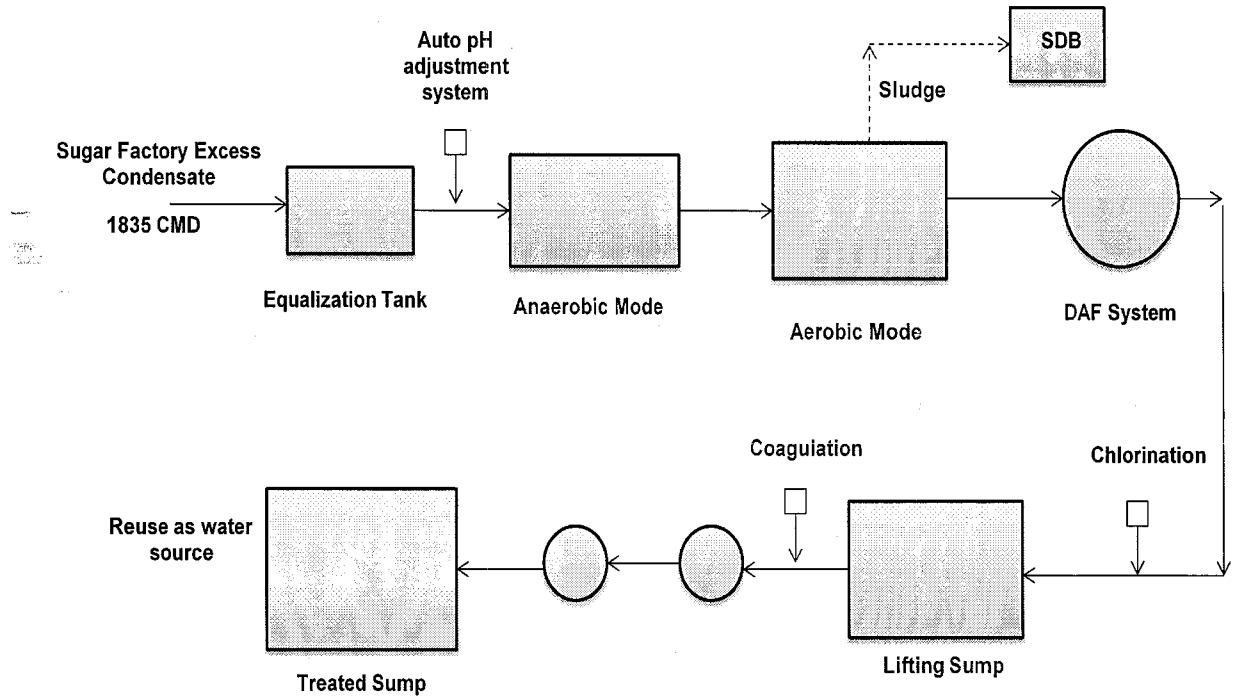 Auto pH
adjustment
system
SDB
Sludge
Sugar Factory Excess
Condensate
1835 CMD
Equalization Tank
Anaerobic Mode
Aerobic Mode
DAF System
Coagulation
Chlorination
Reuse as water
source
Treated Sump
Lifting Sump